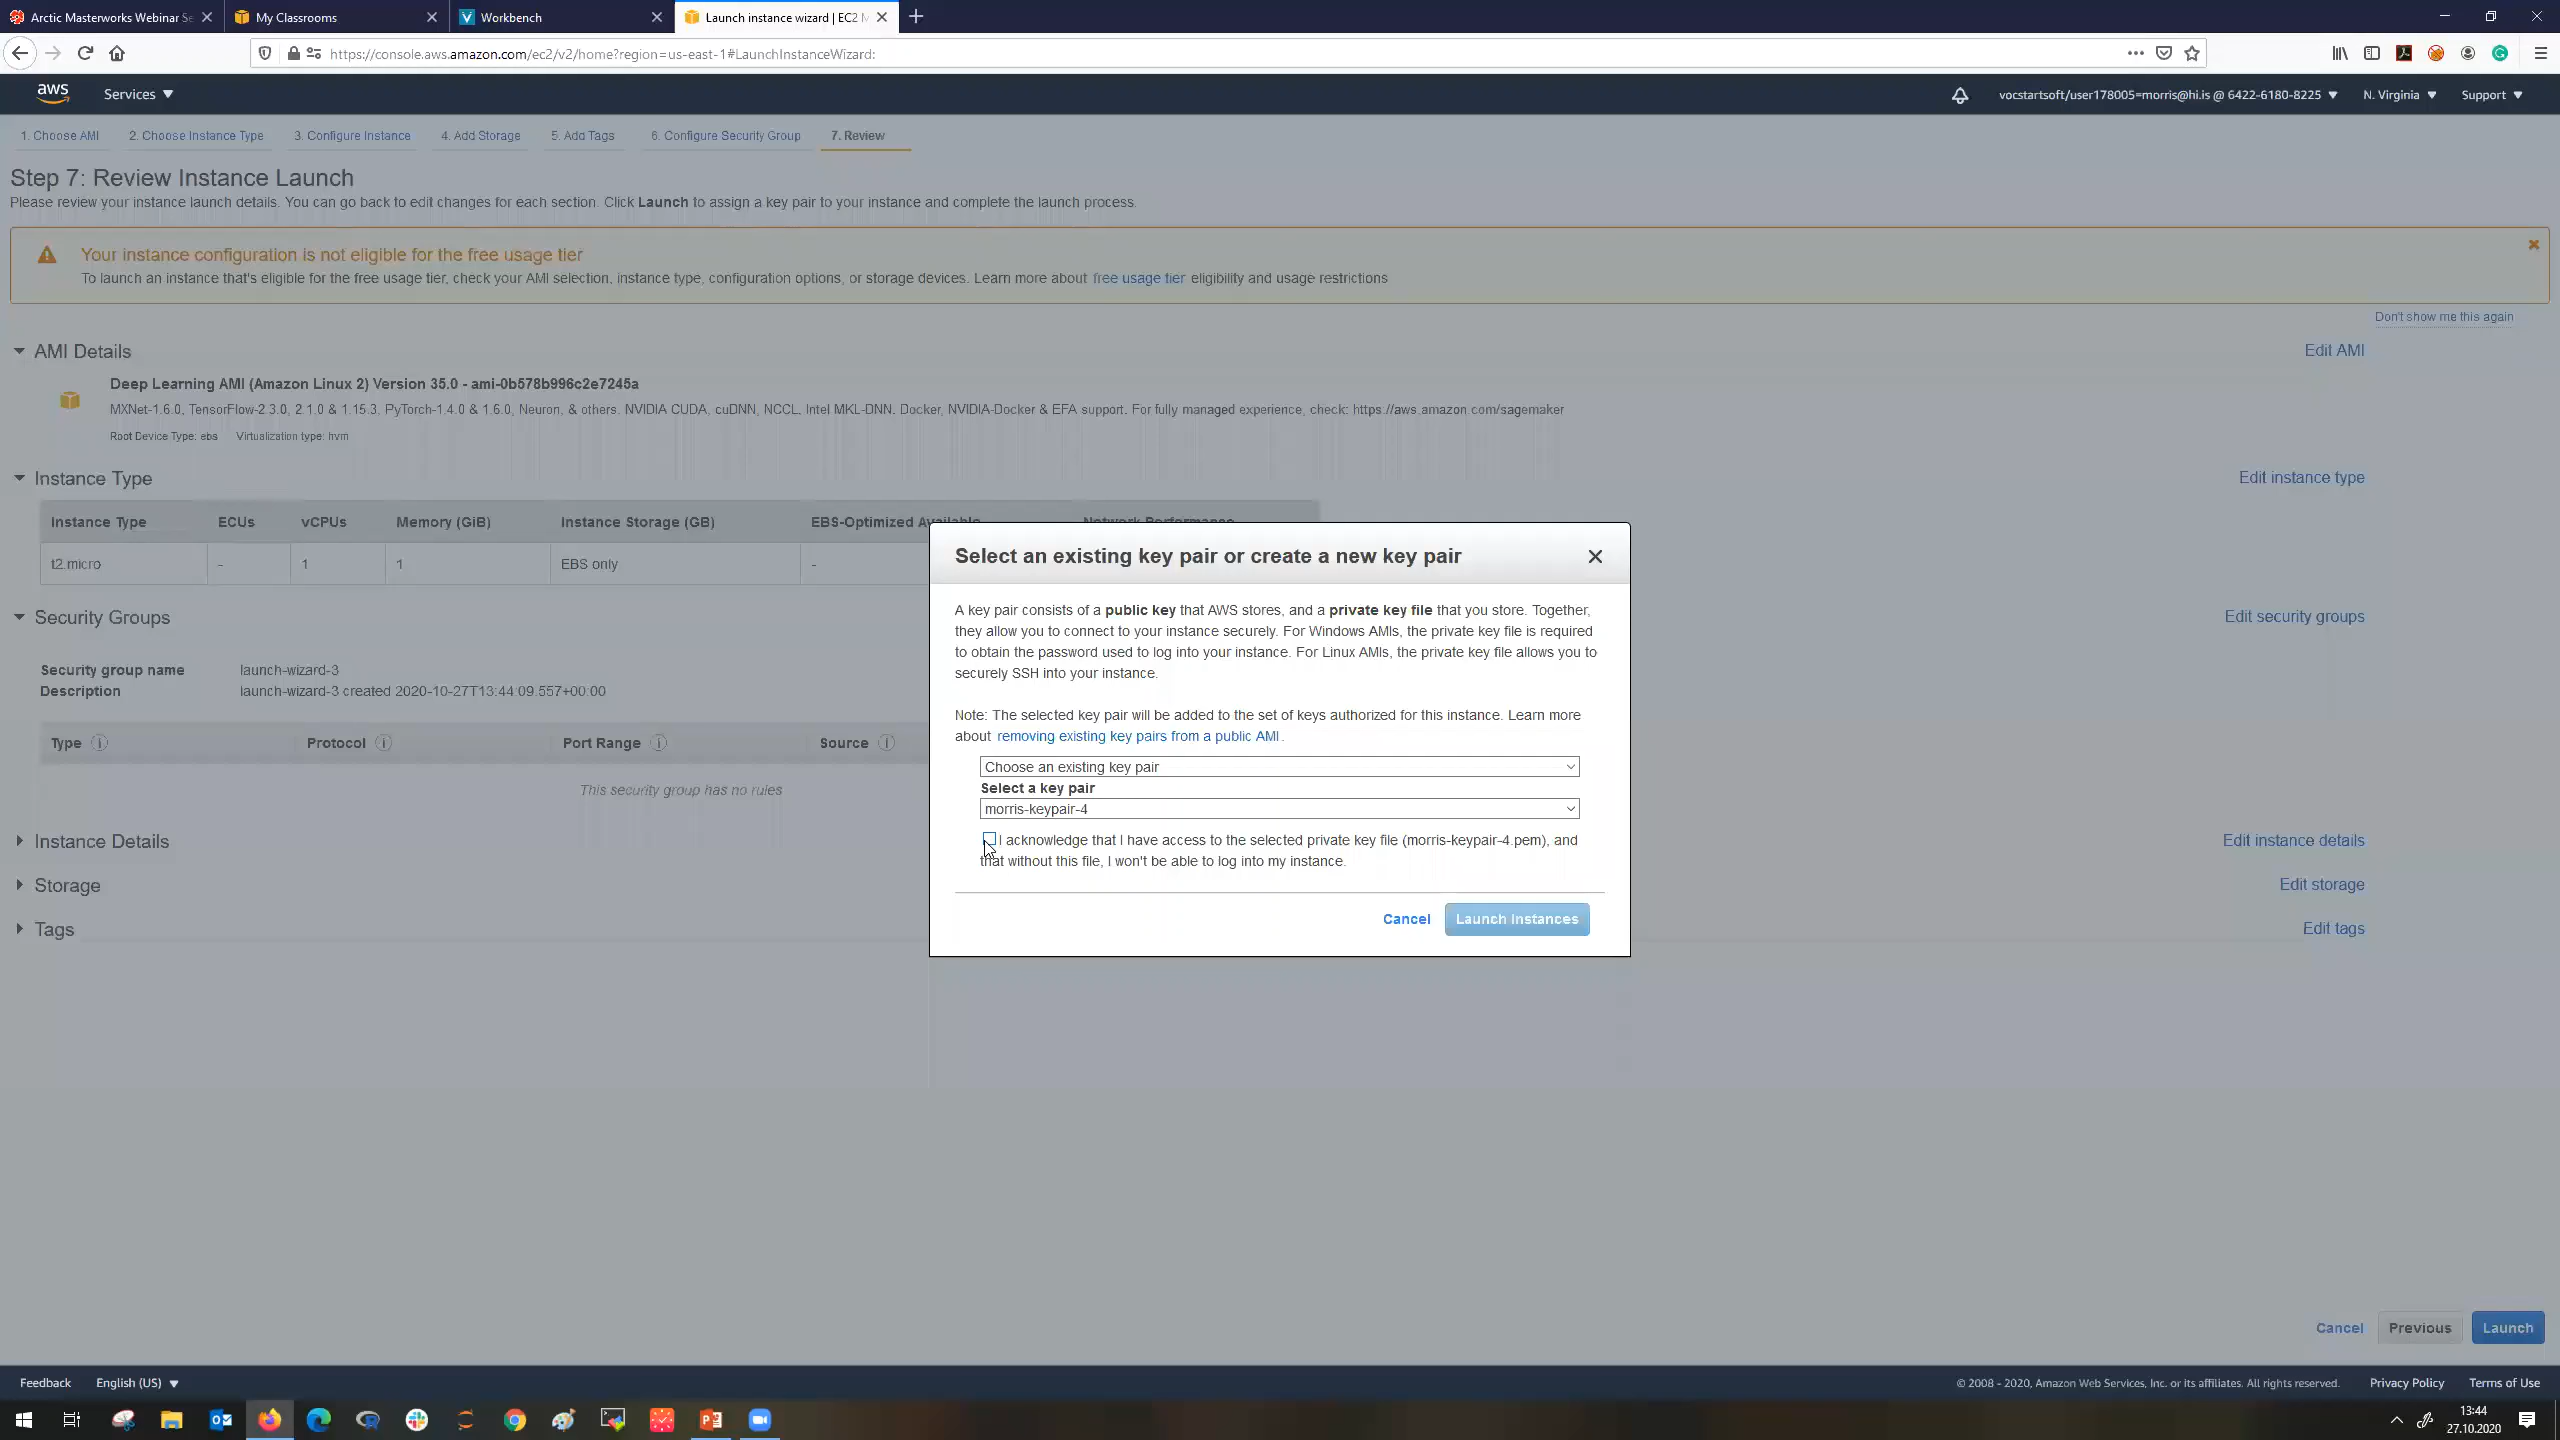 Arctic Masterworks Webinar Se
My Classrooms
Workbench
Launch instance wizard | EC2 M
https://console.aws.amazon.com/ec2/v2/home?region=us-east-1#LaunchInstanceWizard:
aws
Services
vocstartsoft/user178005=morris@hi.is @ 6422-6180-8225
N. Virginia
Support
1. Choose AMI
2. Choose Instance Type
3. Configure Instance
4. Add Storage
5. Add Tags
6. Configure Security Group
7. Review
Step 7: Review Instance Launch
Please review your instance launch details. You can go back to edit changes for each section. Click Launch to assign a key pair to your instance and complete the launch process.
Your instance configuration is not eligible for the free usage tier
To launch an instance that's eligible for the free usage tier, check your AMI selection, instance type, configuration options, or storage devices. Learn more about free usage tier eligibility and usage restrictions
Don't show me this again
AMI Details
Edit AMI
Deep Learning AMI (Amazon Linux 2) Version 35.0 - ami-0b578b996c2e7245a
MXNet-1.6.0, TensorFlow-2.3.0, 2.1.0 & 1.15.3, PyTorch-1.4.0 & 1.6.0, Neuron, & others. NVIDIA CUDA, cuDNN, NCCL, Intel MKL-DNN, Docker, NVIDIA-Docker & EFA support. For fully managed experience, check: https://aws.amazon.com/sagemaker
Root Device Type: ebs Virtualization type: hvm
Instance Type
Edit instance type
Instance Type
ECUs
vCPUs
Memory (GiB)
Instance Storage (GB)
EBS-Optimized Available
Network Performance
t2.micro
-
1
1
EBS only
-
Security Groups
Edit security groups
Security group name
launch-wizard-3
Description
launch-wizard-3 created 2020-10-27T13:44:09.557+00:00
Type
Protocol
Port Range
Source
This security group has no rules
Instance Details
Edit instance details
Storage
Edit storage
Tags
Edit tags
Select an existing key pair or create a new key pair
A key pair consists of a public key that AWS stores, and a private key file that you store. Together,
they allow you to connect to your instance securely. For Windows AMIs, the private key file is required
to obtain the password used to log into your instance. For Linux AMIs, the private key file allows you to
securely SSH into your instance.
Note: The selected key pair will be added to the set of keys authorized for this instance. Learn more
about removing existing key pairs from a public AMI.
Choose an existing key pair
Select a key pair
morris-keypair-4
I acknowledge that I have access to the selected private key file (morris-keypair-4.pem), and
that without this file, I won't be able to log into my instance.
Cancel
Launch Instances
Cancel
Previous
Launch
Feedback
English (US)
© 2008 - 2020, Amazon Web Services, Inc. or its affiliates. All rights reserved.
Privacy Policy
Terms of Use
13:44
27.10.2020